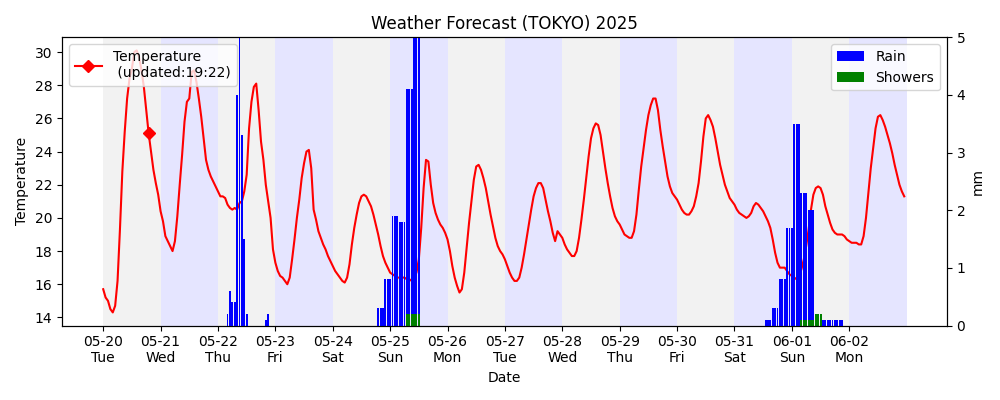 Weather Forecast (TOKYO) 2025
Temperature
(updated:19:22)
Rain
Showers
30
28
26
24
22
20
18
16
14
Temperature
5
4
3
2
1
0
mm
05-20 05-21 05-22 05-23 05-24 05-25 05-26 05-27 05-28 05-29 05-30 05-31 06-01 06-02
Tue Wed Thu Fri Sat Sun Mon Tue Wed Thu Fri Sat Sun Mon
Date